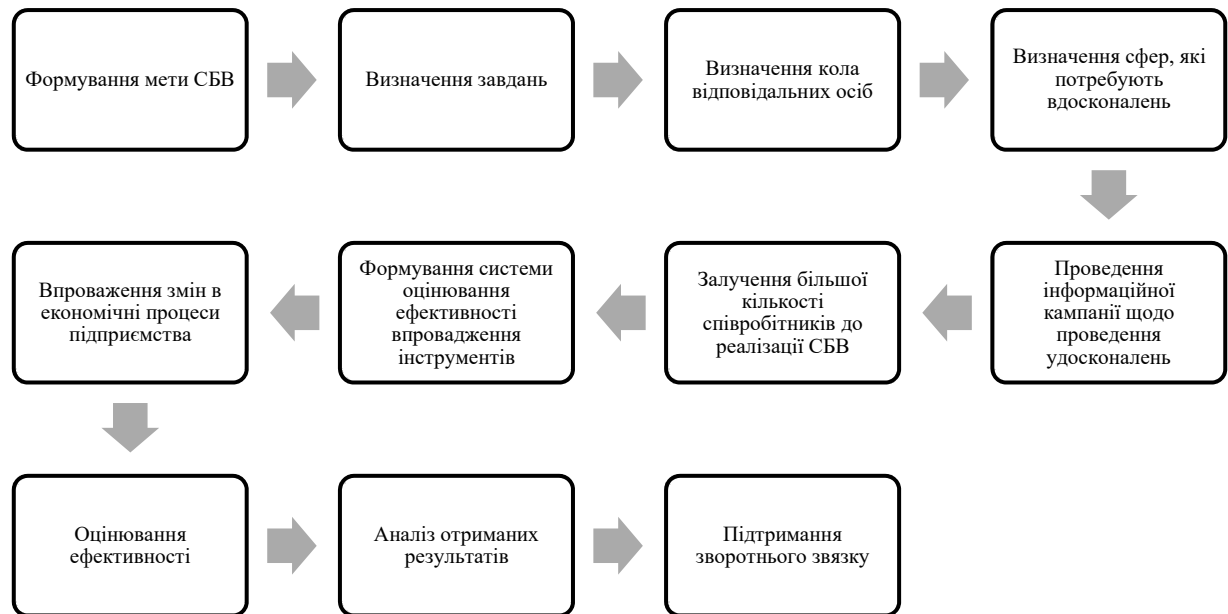 Формування мети СБВ
Визначення завдань
Визначення кола
відповідальних осіб
Визначення сфер, які
потребують
вдосконалень
Проведення
інформаційної
кампанії щодо
проведення
удосконалень
Залучення більшої
кількості
співробітників до
реалізації СБВ
Формування системи
оцінювання
ефективності
впровадження
інструментів
Впроваження змін в
економічні процеси
підприємства
Оцінювання
ефективності
Аналіз отриманих
результатів
Підтримання
зворотнього звязку